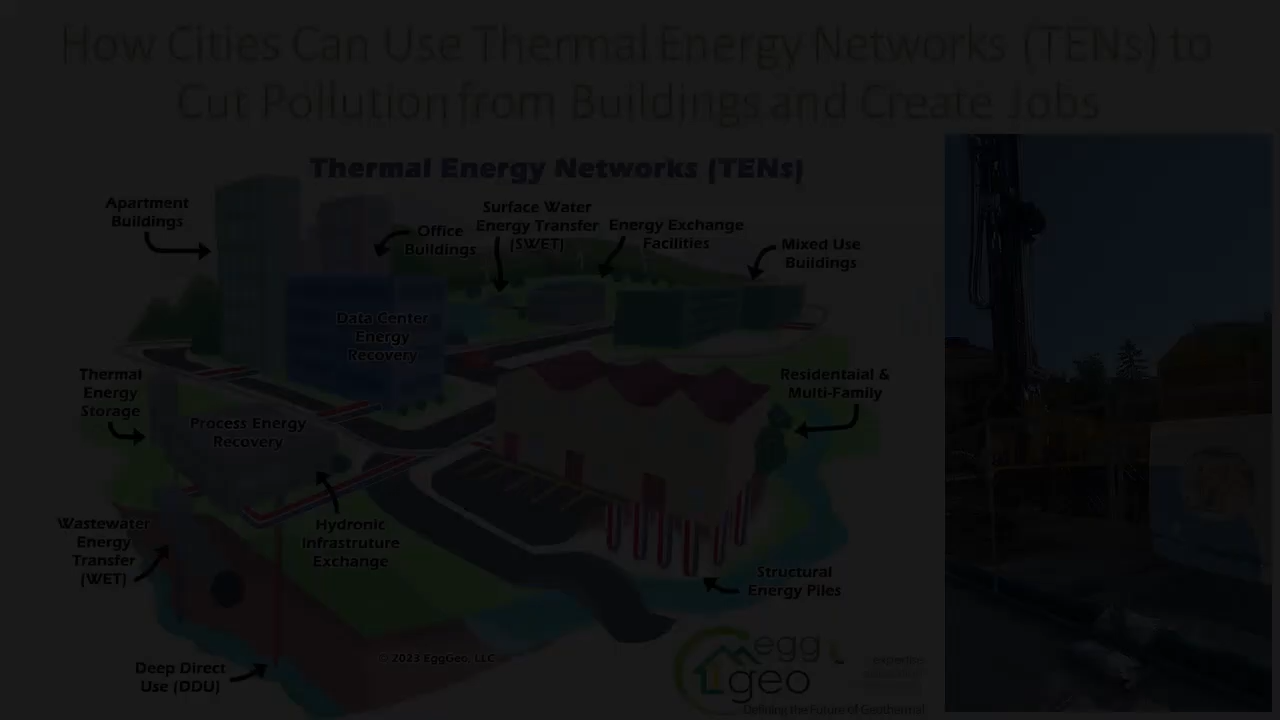 How Cities Can Use Thermal Energy Networks (TENs) to
Cut Pollution from Buildings and Create Jobs
Thermal Energy Networks (TENs)
Apartment
Buildings
Office
Buildings
Surface Water
Energy Transfer
(SWET)
Energy Exchange
Facilities
Mixed Use
Buildings
Data Center
Energy
Recovery
Thermal
Energy
Storage
Process Energy
Recovery
Residentaial &
Multi-Family
Wastewater
Energy
Transfer
(WET)
Hydronic
Infrastruture
Exchange
Structural
Energy Piles
Deep Direct
Use (DDU)
© 2023 EggGeo, LLC
egg
geo
expertise
Defining the Future of Geothermal